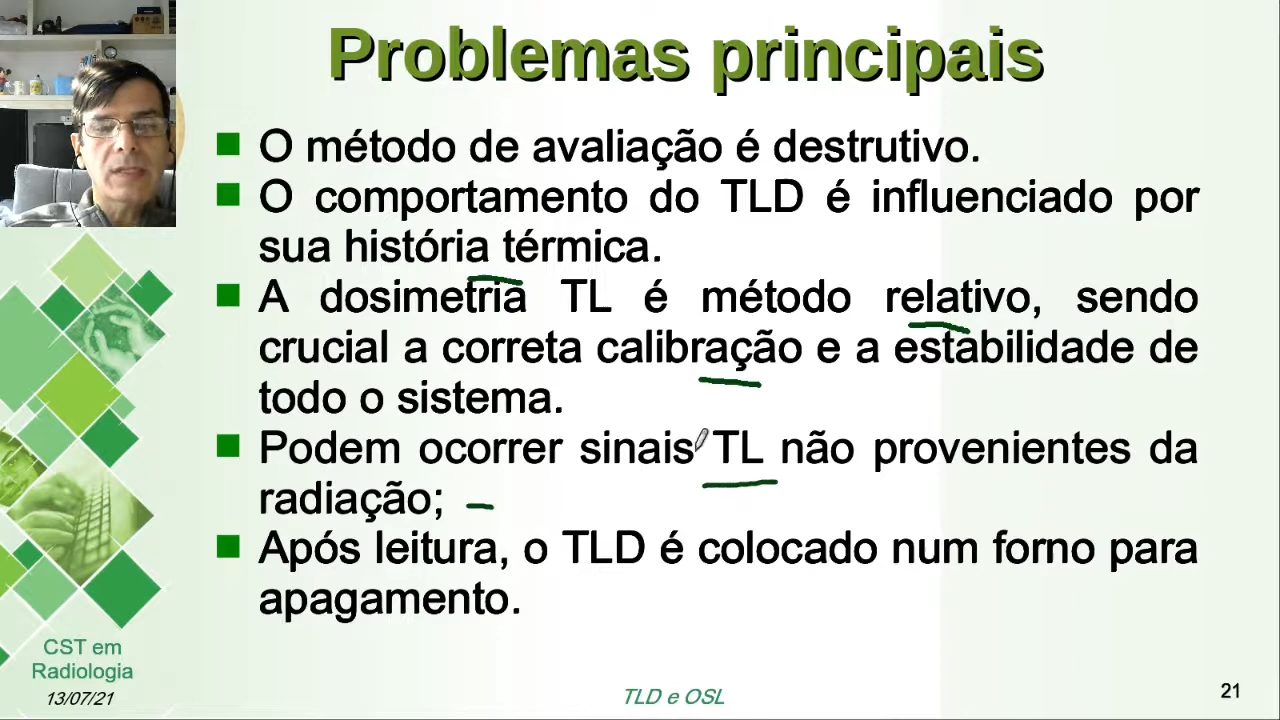 Problemas principais
O método de avaliação é destrutivo.
O comportamento do TLD é influenciado por
sua história térmica.
A dosimetria TL é método relativo, sendo
crucial a correta calibração e a estabilidade de
todo o sistema.
Podem ocorrer sinais TL não provenientes da
radiação;
Após leitura, o TLD é colocado num forno para
apagamento.
CST em
Radiologia
13/07/21
TLD e OSL
21